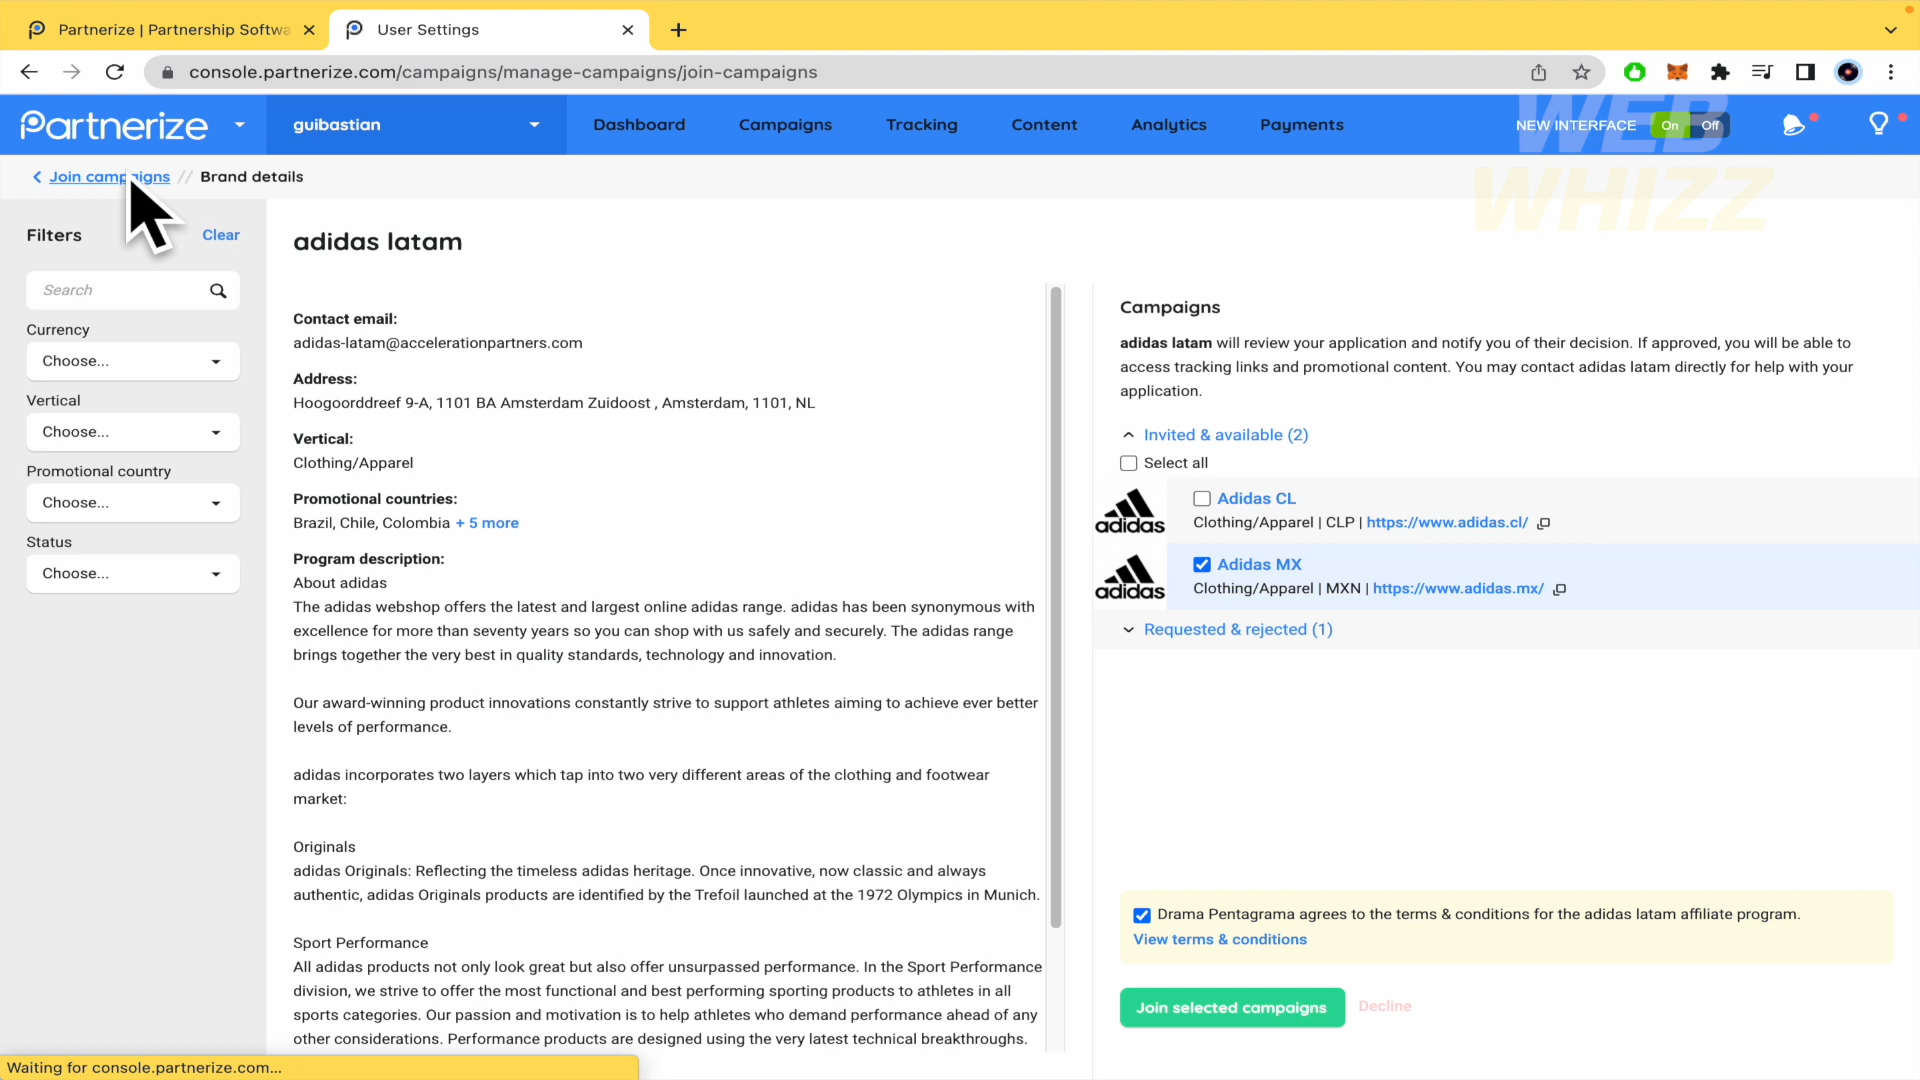 Partnerize | Partnership Softwa
User Settings
console.partnerize.com/campaigns/manage-campaigns/join-campaigns
Partnerize
guibastian
Dashboard
Campaigns
Tracking
Content
Analytics
Payments
NEW INTERFACE
On
Off
WEB
WHIZZ
Join campaigns // Brand details
Filters
Clear
Search
Currency
Choose...
Vertical
Choose...
Promotional country
Choose...
Status
Choose...
adidas latam
Contact email:
adidas-latam@accelerationpartners.com
Address:
Hoogoorddreef 9-A, 1101 BA Amsterdam Zuidoost , Amsterdam, 1101, NL
Vertical:
Clothing/Apparel
Promotional countries:
Brazil, Chile, Colombia + 5 more
Program description:
About adidas
The adidas webshop offers the latest and largest online adidas range. adidas has been synonymous with
excellence for more than seventy years so you can shop with us safely and securely. The adidas range
brings together the very best in quality standards, technology and innovation.
Our award-winning product innovations constantly strive to support athletes aiming to achieve ever better
levels of performance.
adidas incorporates two layers which tap into two very different areas of the clothing and footwear
market:
Originals
adidas Originals: Reflecting the timeless adidas heritage. Once innovative, now classic and always
authentic, adidas Originals products are identified by the Trefoil launched at the 1972 Olympics in Munich.
Sport Performance
All adidas products not only look great but also offer unsurpassed performance. In the Sport Performance
division, we strive to offer the most functional and best performing sporting products to athletes in all
sports categories. Our passion and motivation is to help athletes who demand performance ahead of any
other considerations. Performance products are designed using the very latest technical breakthroughs.
Campaigns
adidas latam will review your application and notify you of their decision. If approved, you will be able to
access tracking links and promotional content. You may contact adidas latam directly for help with your
application.
Invited & available (2)
Select all
adidas
Adidas CL
Clothing/Apparel | CLP | https://www.adidas.cl/
adidas
Adidas MX
Clothing/Apparel | MXN | https://www.adidas.mx/
Requested & rejected (1)
Drama Pentagrama agrees to the terms & conditions for the adidas latam affiliate program.
View terms & conditions
Join selected campaigns
Decline
Waiting for console.partnerize.com...